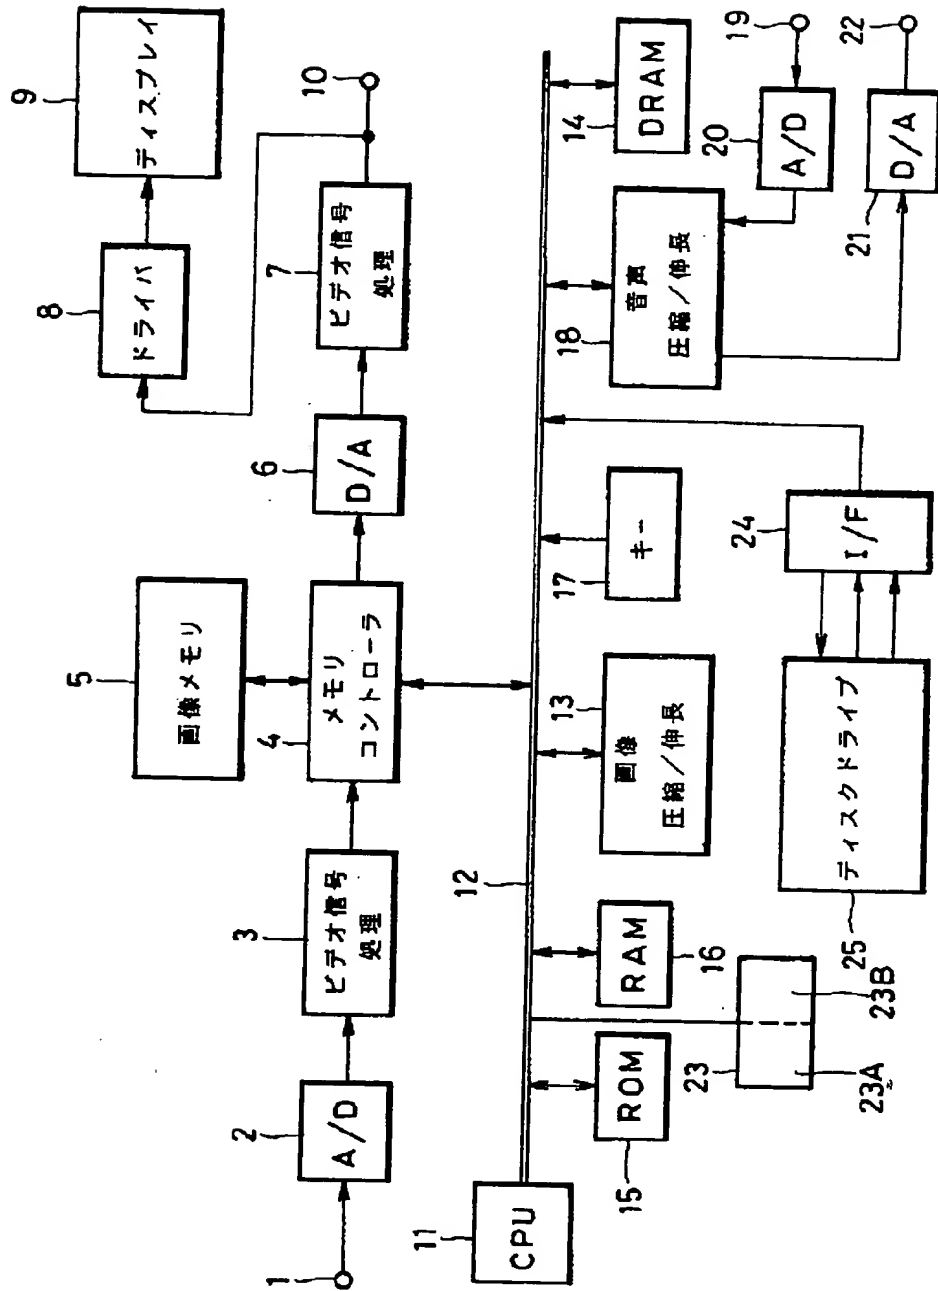 1
2
A/D
3
ビデオ信号
処理
4
メモリ
コントローラ
5
画像メモリ
6
D/A
7
ビデオ信号
処理
8
ドライバ
9
ディスプレイ
10
11
CPU
12
15
ROM
16
RAM
13
画像
圧縮/伸長
17
キー
18
音声
圧縮/伸長
14
DRAM
23
23A
23B
25
ディスクドライブ
24
I/F
20
A/D
19
21
D/A
22